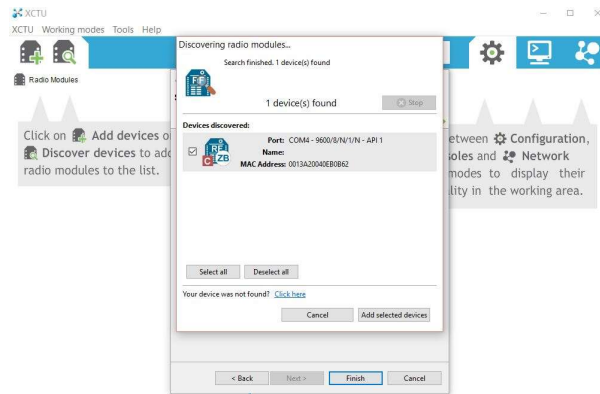 XCTU
XCTU Working modes Tools Help
Radio Modules
Click on Add devices o
Discover devices to add
radio modules to the list.
Discovering radio modules...
Search finished. 1 device(s) found
1 device(s) found
Stop
Devices discovered:
Port: COM4 - 9600/8/N/1/N - API 1
Name:
MAC Address: 0013A20040EB0B62
Select all Deselect all
Your device was not found? Click here
Cancel Add selected devices
< Back Next > Finish Cancel
etween Configuration,
soles and Network
modes to display their
lity in the working area.